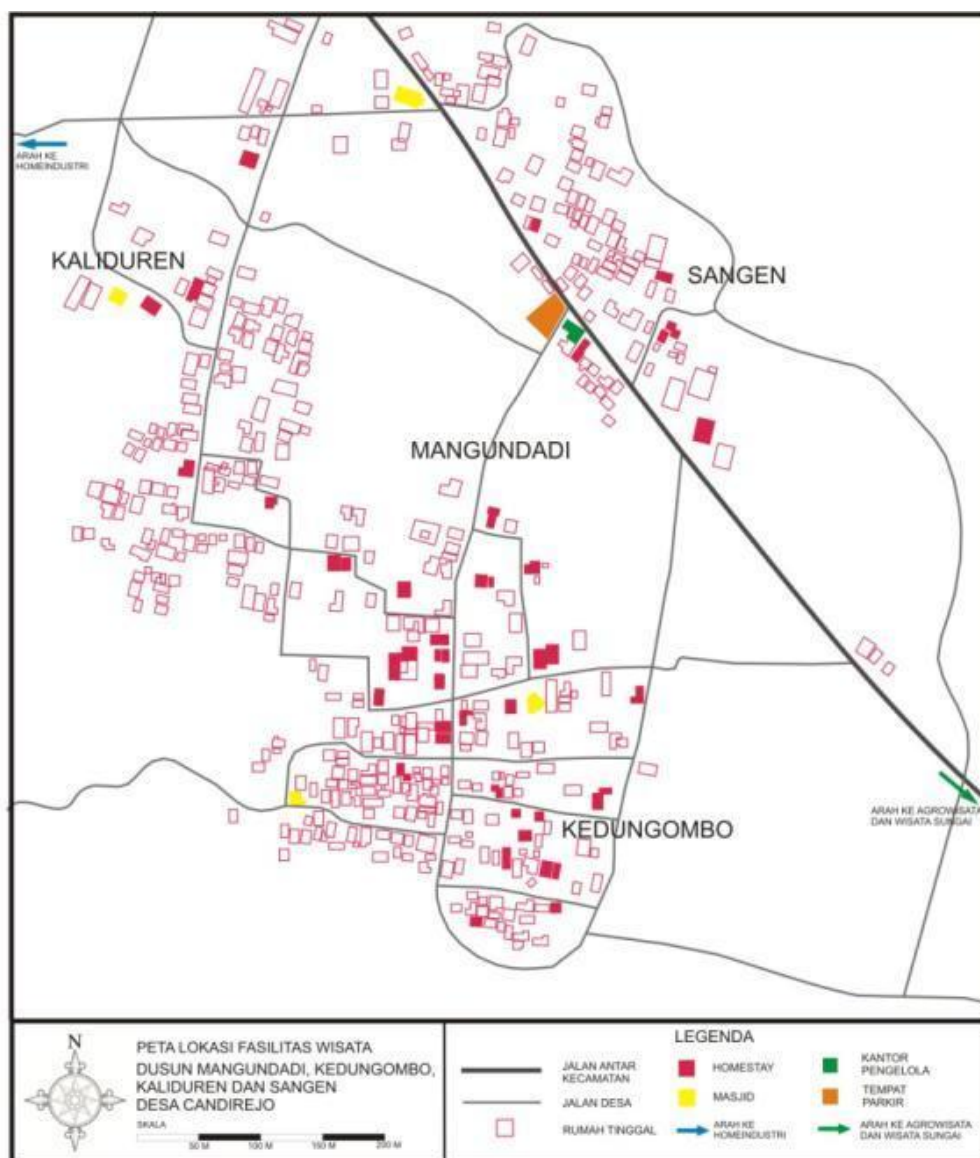 ARAH KE
HOMEINDUSTRI
KALIDUREN
SANGEN
MANGUNDADI
KEDUNGOMBO
ARAH KE AGROWISATA
DAN WISATA SUNGAI
N
PETA LOKASI FASILITAS WISATA
DUSUN MANGUNDADI, KEDUNGOMBO,
KALIDUREN DAN SANGEN
DESA CANDIREJO
SKALA
50 M 100 M 150 M 200 M
LEGENDA
JALAN ANTAR
KECAMATAN
JALAN DESA
RUMAH TINGGAL
HOMESTAY
MASJID
ARAH KE
HOMEINDUSTRI
KANTOR
PENGELOLA
TEMPAT
PARKIR
ARAH KE AGROWISATA
DAN WISATA SUNGAI